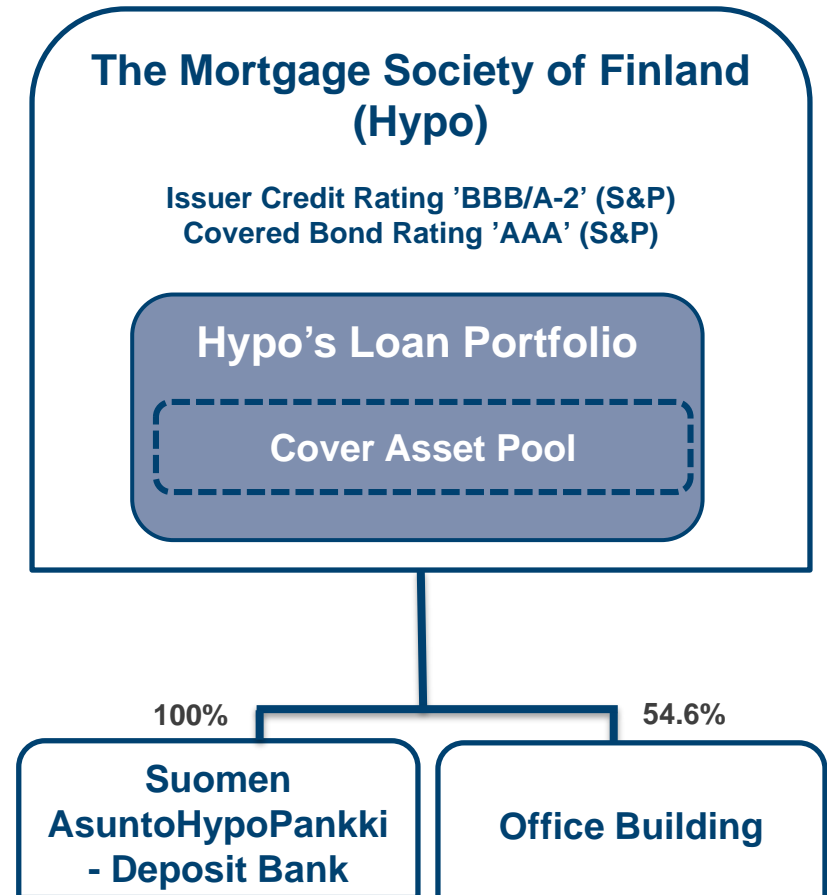 The Mortgage Society of Finland
(Hypo)
Issuer Credit Rating ’BBB/A-2’ (S&P)
Covered Bond Rating ’AAA’ (S&P)
Hypo’s Loan Portfolio
Cover Asset Pool
100%
54.6%
Suomen
AsuntoHypoPankki
- Deposit Bank
Office Building